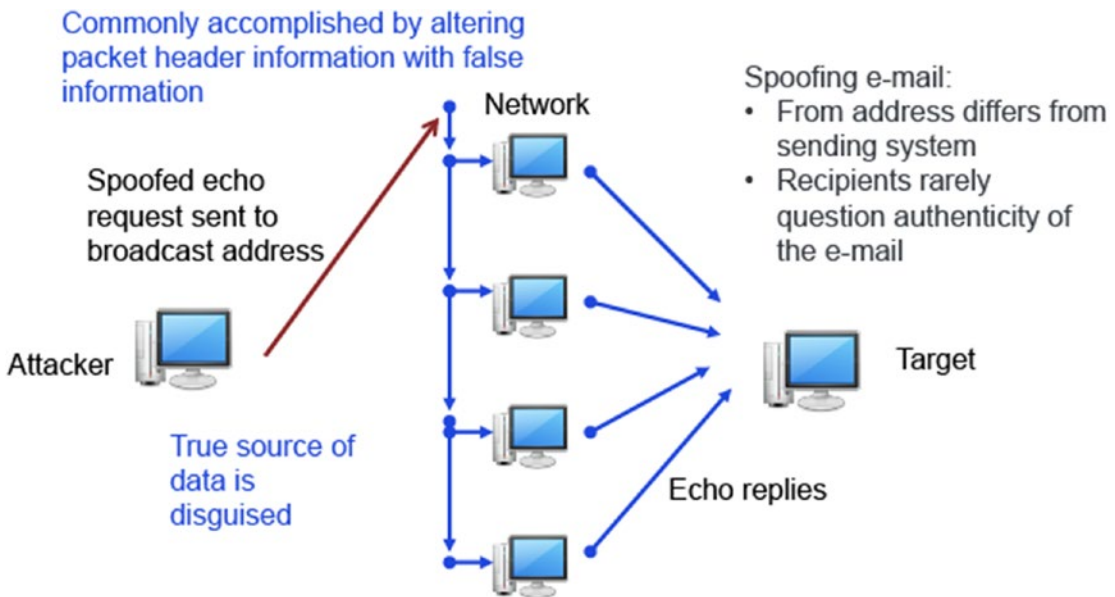 Commonly accomplished by altering
packet header information with false
information
Network
Spoofing e-mail:
• From address differs from
sending system
• Recipients rarely
question authenticity of
the e-mail
Spoofed echo
request sent to
broadcast address
Attacker
Target
True source of
data is
disguised
Echo replies